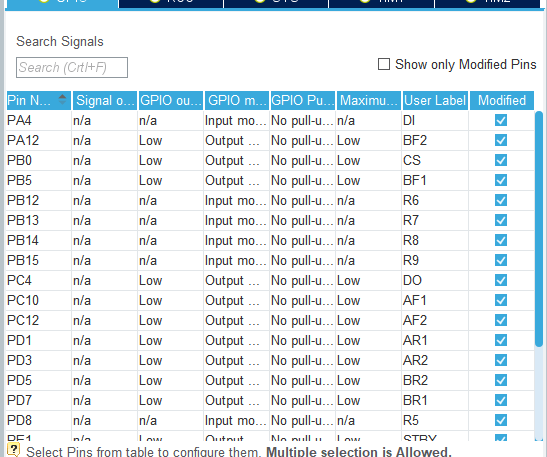 Search Signals
Search (Crtl+F)
Show only Modified Pins
Pin N... Signal o... GPIO ou... GPIO m... GPIO Pu... Maximu... User Label Modified
PA4 n/a n/a Input mo... No pull-u... n/a DI
PA12 n/a Low Output ... No pull-u... Low BF2
PB0 n/a Low Output ... No pull-u... Low CS
PB5 n/a Low Output ... No pull-u... Low BF1
PB12 n/a n/a Input mo... No pull-u... n/a R6
PB13 n/a n/a Input mo... No pull-u... n/a R7
PB14 n/a n/a Input mo... No pull-u... n/a R8
PB15 n/a n/a Input mo... No pull-u... n/a R9
PC4 n/a Low Output ... No pull-u... Low DO
PC10 n/a Low Output ... No pull-u... Low AF1
PC12 n/a Low Output ... No pull-u... Low AF2
PD1 n/a Low Output ... No pull-u... Low AR1
PD3 n/a Low Output ... No pull-u... Low AR2
PD5 n/a Low Output ... No pull-u... Low BR2
PD7 n/a Low Output ... No pull-u... Low BR1
PD8 n/a n/a Input mo... No pull-u... n/a R5
PE1 n/a Low Output ... No pull-u... Low STBY
Select Pins from table to configure them. Multiple selection is Allowed.